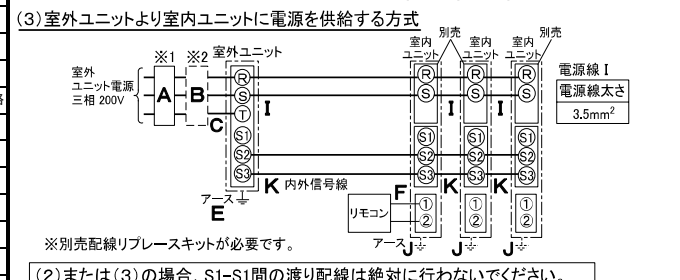 (3)室外ユニットより室内ユニットに電源を供給する方式
※1 ※2 室外ユニット
室内ユニット 別売 室内ユニット 室内ユニット 別売
室外
ユニット電源
三相 200V
A B C
R S T S1 S2 S3
I I I
R S S1 S2 S3 ① ②
R S S1 S2 S3 ① ②
R S S1 S2 S3 ① ②
電源線 I
電源線太さ
3.5mm²
K 内外信号線 K K
アース
E
F
リモコン
アース J J J
※別売配線リプレースキットが必要です。
(2)または(3)の場合、S1-S1間の渡り配線は絶対に行わないでください。